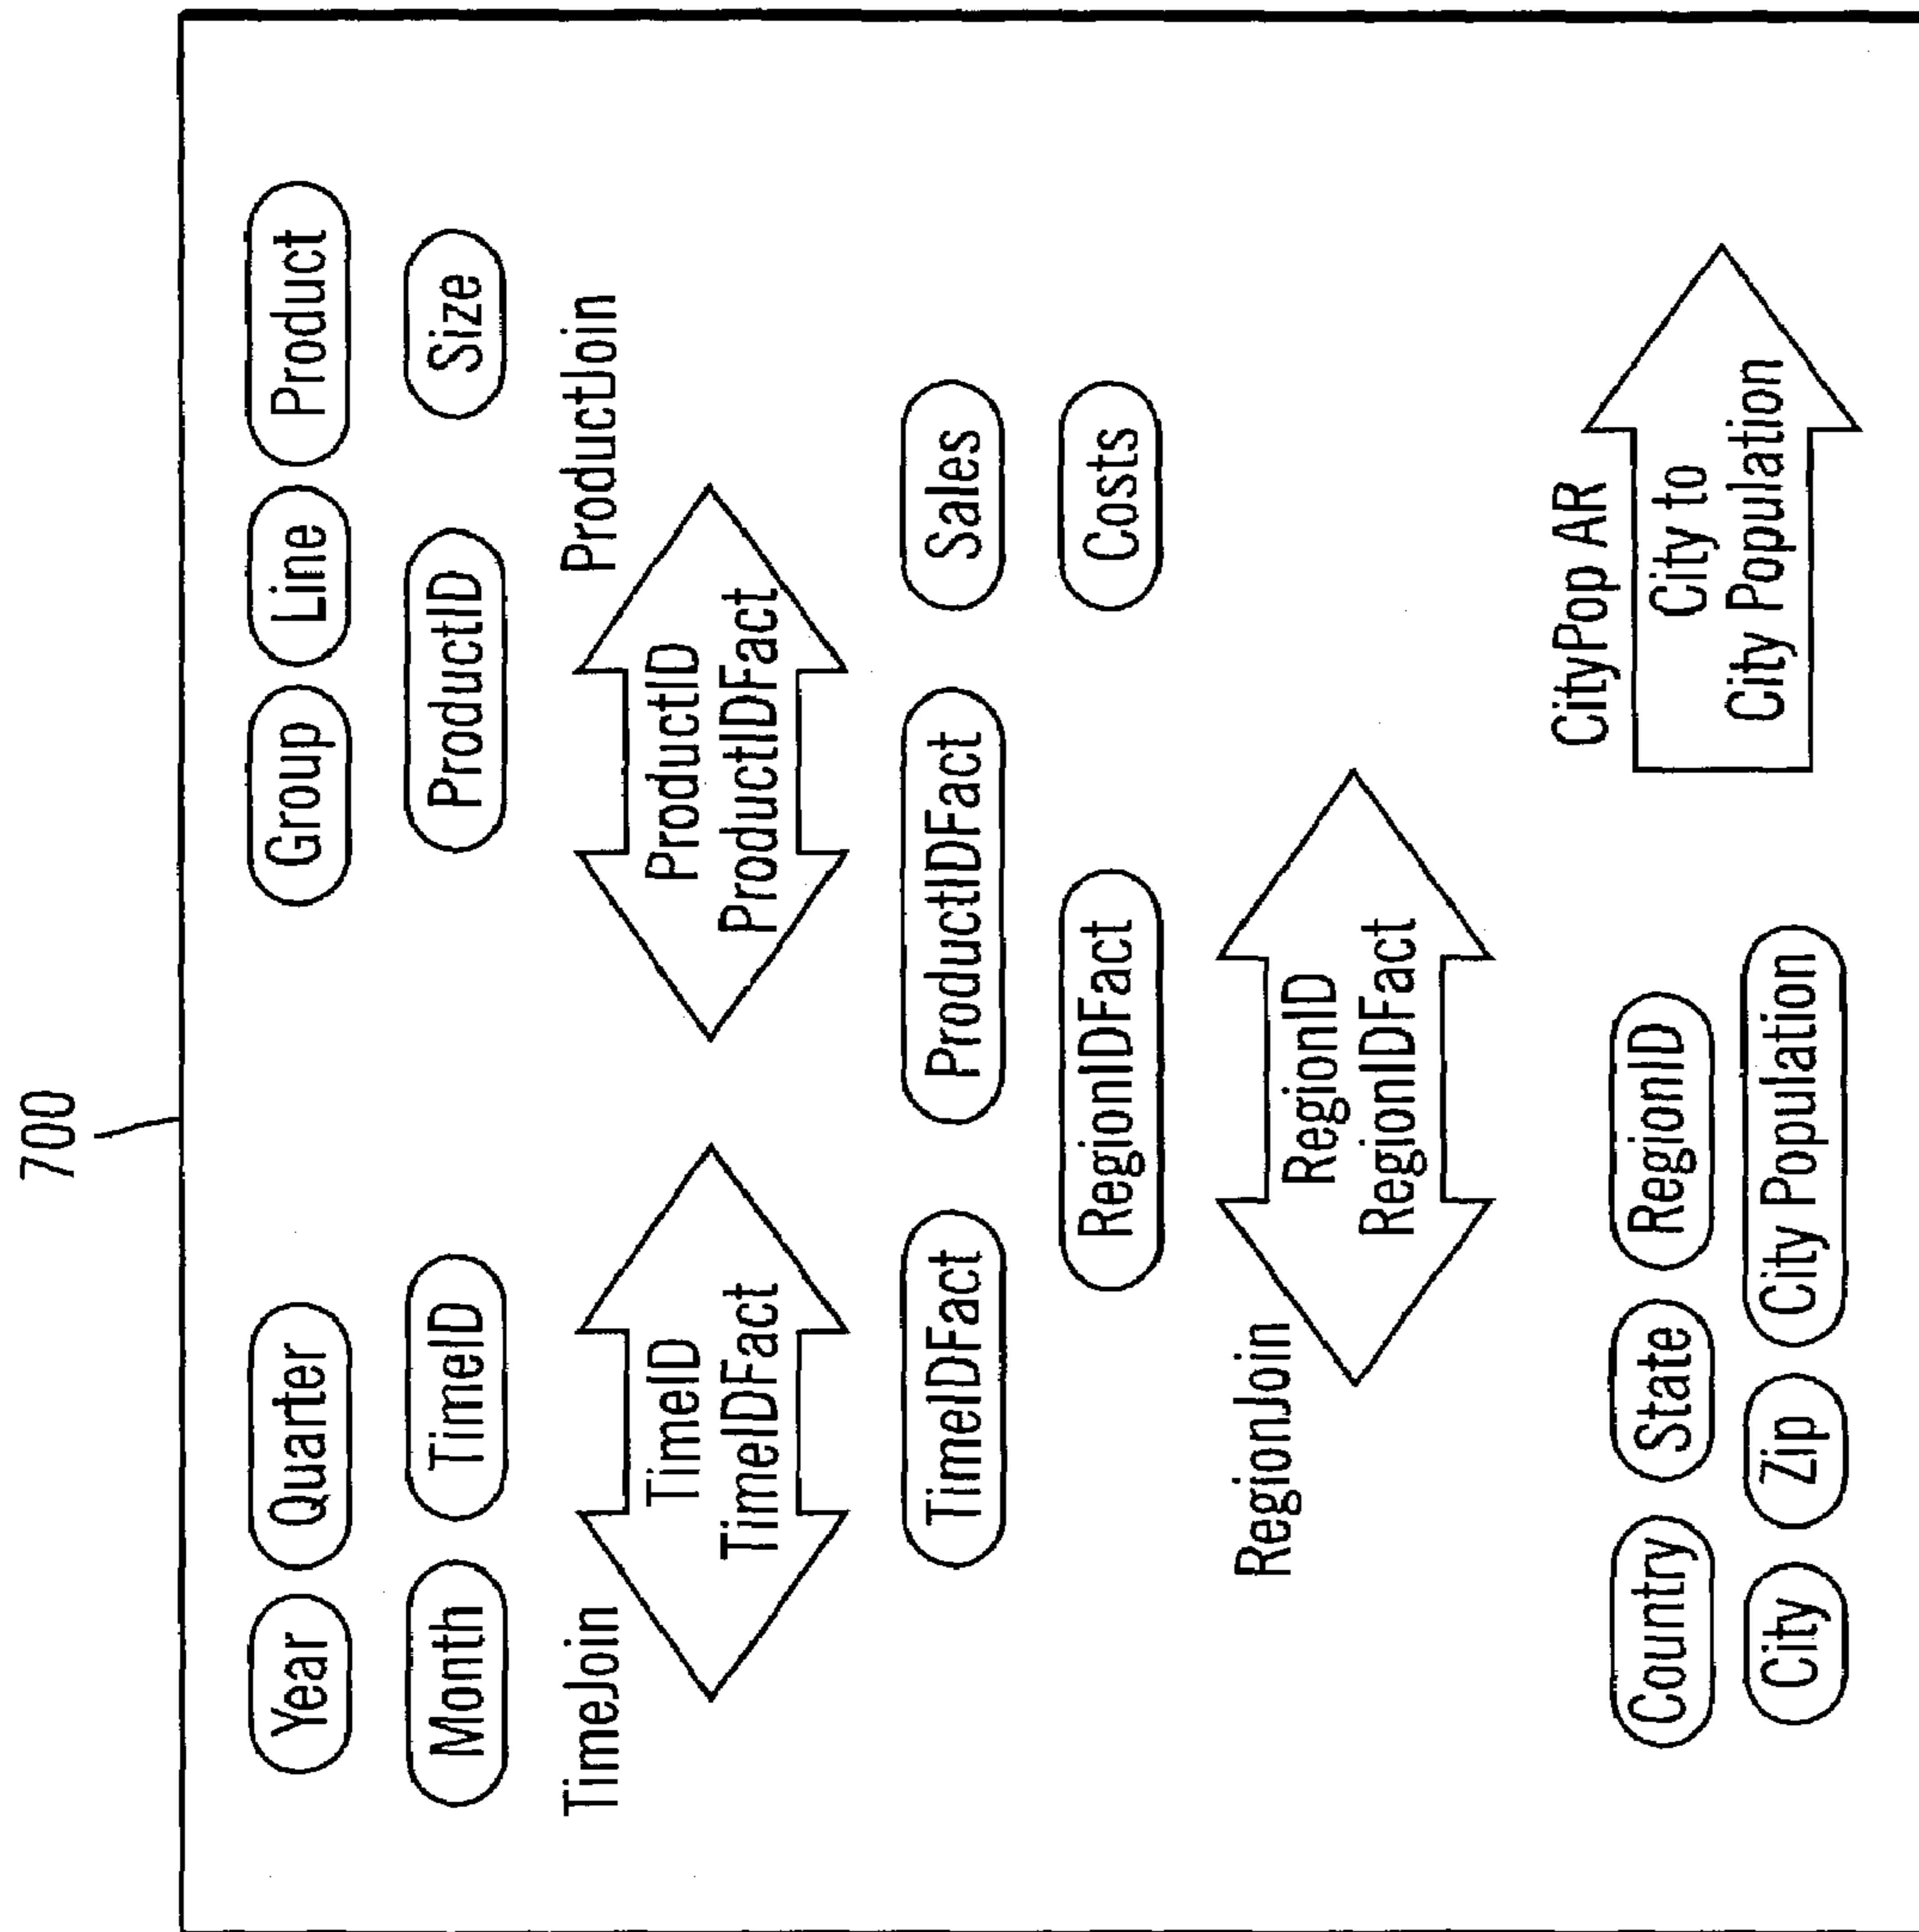 700
Year Quarter
Group Line Product
Month TimeID
ProductID Size
TimeJoin
ProductJoin
TimeID
TimeIDFact
ProductID
ProductIDFact
TimeIDFact ProductIDFact Sales
RegionIDFact Costs
RegionJoin
RegionID
RegionIDFact
CityPop AR
Country State RegionID
City to
City Population
City Zip City Population